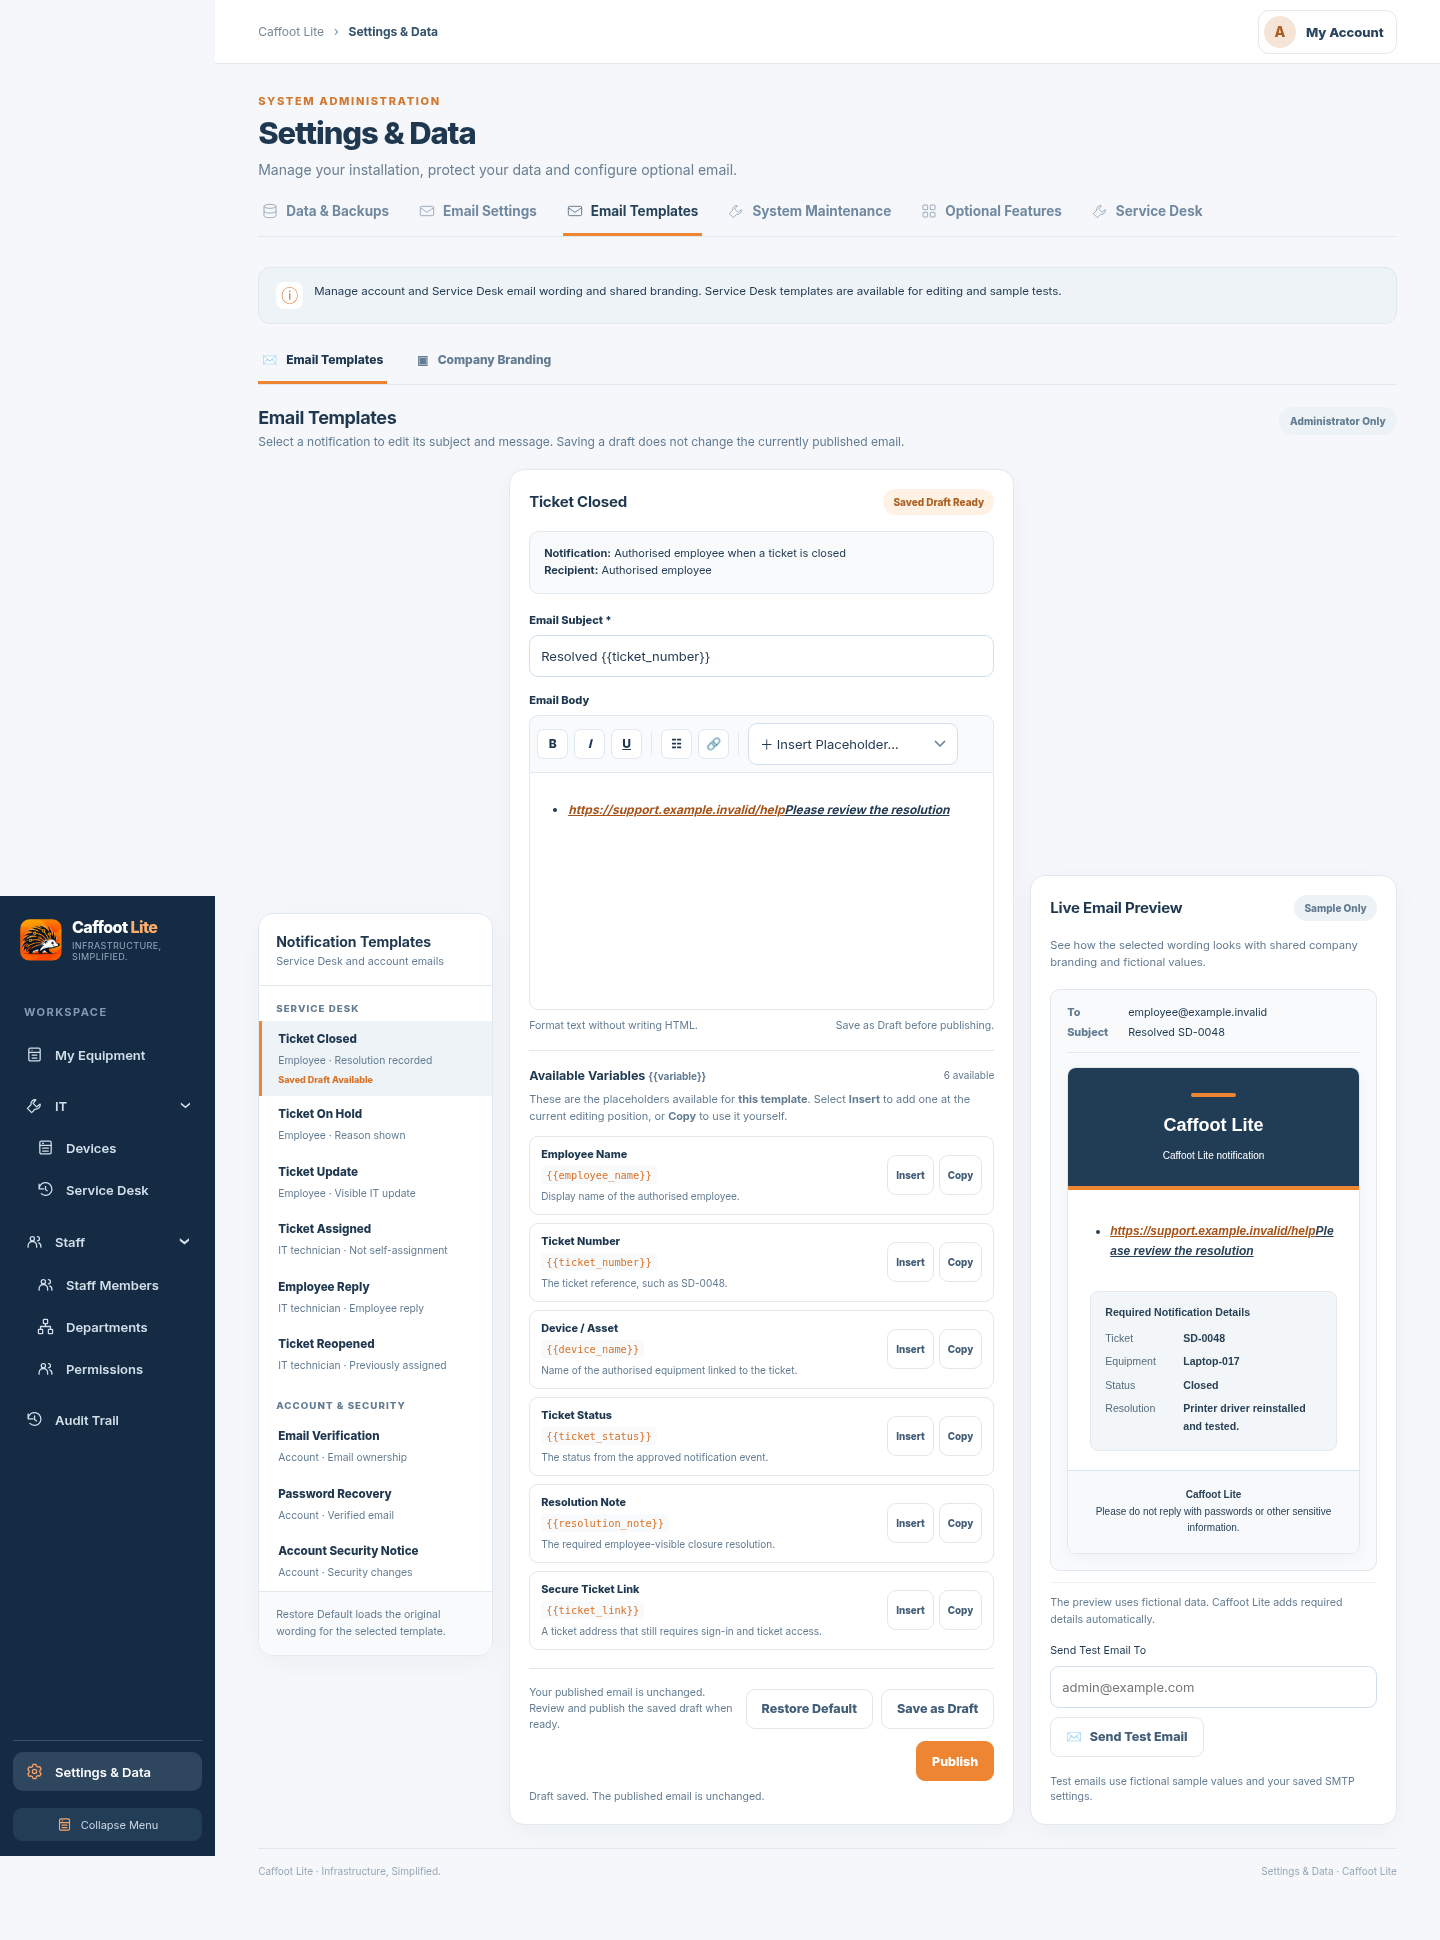 Caffoot Lite › Settings & Data
A My Account
SYSTEM ADMINISTRATION
Settings & Data
Manage your installation, protect your data and configure optional email.
Data & Backups Email Settings Email Templates System Maintenance Optional Features Service Desk
Manage account and Service Desk email wording and shared branding. Service Desk templates are available for editing and sample tests.
Email Templates Company Branding
Email Templates
Administrator Only
Select a notification to edit its subject and message. Saving a draft does not change the currently published email.
Caffoot Lite
INFRASTRUCTURE,
SIMPLIFIED.
WORKSPACE
My Equipment
IT
Devices
Service Desk
Staff
Staff Members
Departments
Permissions
Audit Trail
Settings & Data
Collapse Menu
Notification Templates
Service Desk and account emails
SERVICE DESK
Ticket Closed
Employee · Resolution recorded
Saved Draft Available
Ticket On Hold
Employee · Reason shown
Ticket Update
Employee · Visible IT update
Ticket Assigned
IT technician · Not self-assignment
Employee Reply
IT technician · Employee reply
Ticket Reopened
IT technician · Previously assigned
ACCOUNT & SECURITY
Email Verification
Account · Email ownership
Password Recovery
Account · Verified email
Account Security Notice
Account · Security changes
Restore Default loads the original
wording for the selected template.
Ticket Closed
Saved Draft Ready
Notification: Authorised employee when a ticket is closed
Recipient: Authorised employee
Email Subject *
Resolved {{ticket_number}}
Email Body
B I U + Insert Placeholder...
• https://support.example.invalid/helpPlease review the resolution
Format text without writing HTML. Save as Draft before publishing.
Available Variables {{variable}} 6 available
These are the placeholders available for this template. Select Insert to add one at the
current editing position, or Copy to use it yourself.
Employee Name
{{employee_name}}
Display name of the authorised employee.
Insert Copy
Ticket Number
{{ticket_number}}
The ticket reference, such as SD-0048.
Insert Copy
Device / Asset
{{device_name}}
Name of the authorised equipment linked to the ticket.
Insert Copy
Ticket Status
{{ticket_status}}
The status from the approved notification event.
Insert Copy
Resolution Note
{{resolution_note}}
The required employee-visible closure resolution.
Insert Copy
Secure Ticket Link
{{ticket_link}}
A ticket address that still requires sign-in and ticket access.
Insert Copy
Your published email is unchanged.
Review and publish the saved draft when
ready.
Restore Default Save as Draft
Publish
Draft saved. The published email is unchanged.
Live Email Preview
Sample Only
See how the selected wording looks with shared company
branding and fictional values.
To employee@example.invalid
Subject Resolved SD-0048
Caffoot Lite
Caffoot Lite notification
• https://support.example.invalid/helpPle
ase review the resolution
Required Notification Details
Ticket SD-0048
Equipment Laptop-017
Status Closed
Resolution Printer driver reinstalled
and tested.
Caffoot Lite
Please do not reply with passwords or other sensitive
information.
The preview uses fictional data. Caffoot Lite adds required
details automatically.
Send Test Email To
admin@example.com
Send Test Email
Test emails use fictional sample values and your saved SMTP
settings.
Caffoot Lite · Infrastructure, Simplified.
Settings & Data · Caffoot Lite